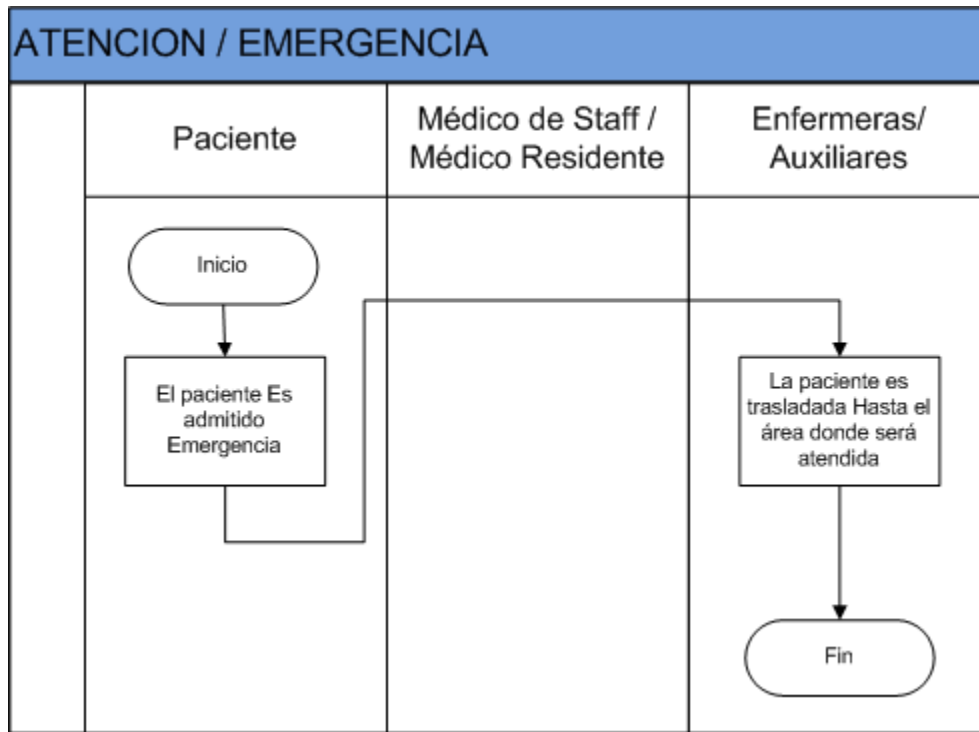 ATENCION / EMERGENCIA
Paciente
Médico de Staff /
Médico Residente
Enfermeras/
Auxiliares
Inicio
El paciente Es
admitido
Emergencia
La paciente es
trasladada Hasta el
área donde será
atendida
Fin